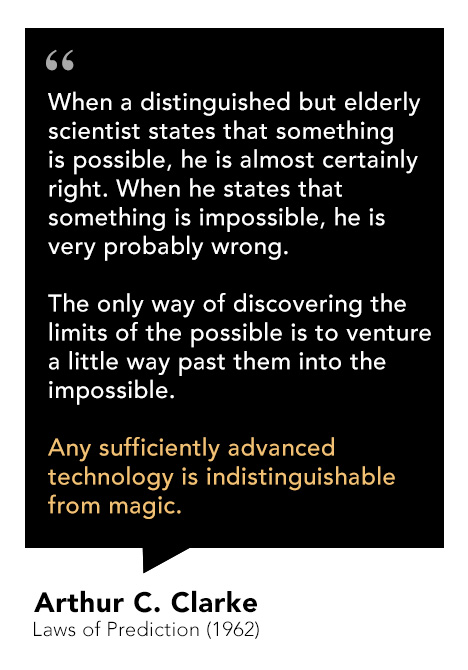 “
When a distinguished but elderly
scientist states that something
is possible, he is almost certainly
right. When he states that
something is impossible, he is
very probably wrong.
The only way of discovering the
limits of the possible is to venture
a little way past them into the
impossible.
Any sufficiently advanced
technology is indistinguishable
from magic.
Arthur C. Clarke
Laws of Prediction (1962)